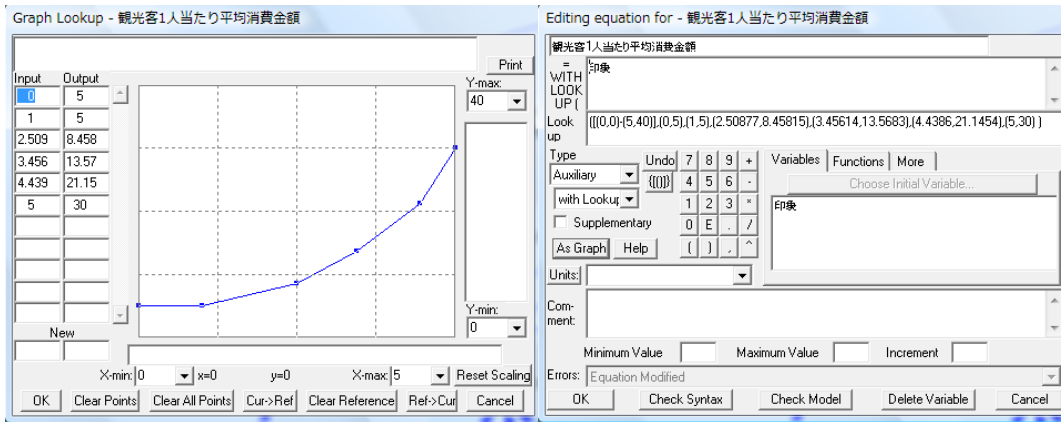 Graph Lookup - 観光客1人当たり平均消費金額
Print
Input Output
Y-max:
0 5
40
1 5
2.509 8.458
3.456 13.57
4.439 21.15
5 30
Y-min:
0
New
X-min: 0 x=0 y=0 X-max: 5 Reset Scaling
OK Clear Points Clear All Points Cur->Ref Clear Reference Ref->Cur Cancel
Editing equation for - 観光客1人当たり平均消費金額
観光客1人当たり平均消費金額
= WITH LOOK UP (
印象
Look up
([(0,0)-(5,40)],(0,5),(1,5),(2.50877,8.45815),(3.45614,13.5683),(4.4386,21.1454),(5,30) )
Type
Auxiliary
with Lookup
Supplementary
As Graph Help
Undo 7 8 9 +
{[()]} 4 5 6 -
1 2 3 *
0 E . /
( ) , ^
Variables Functions More
Choose Initial Variable...
印象
Units:
Com-
ment:
Minimum Value Maximum Value Increment
Errors: Equation Modified
OK Check Syntax Check Model Delete Variable Cancel